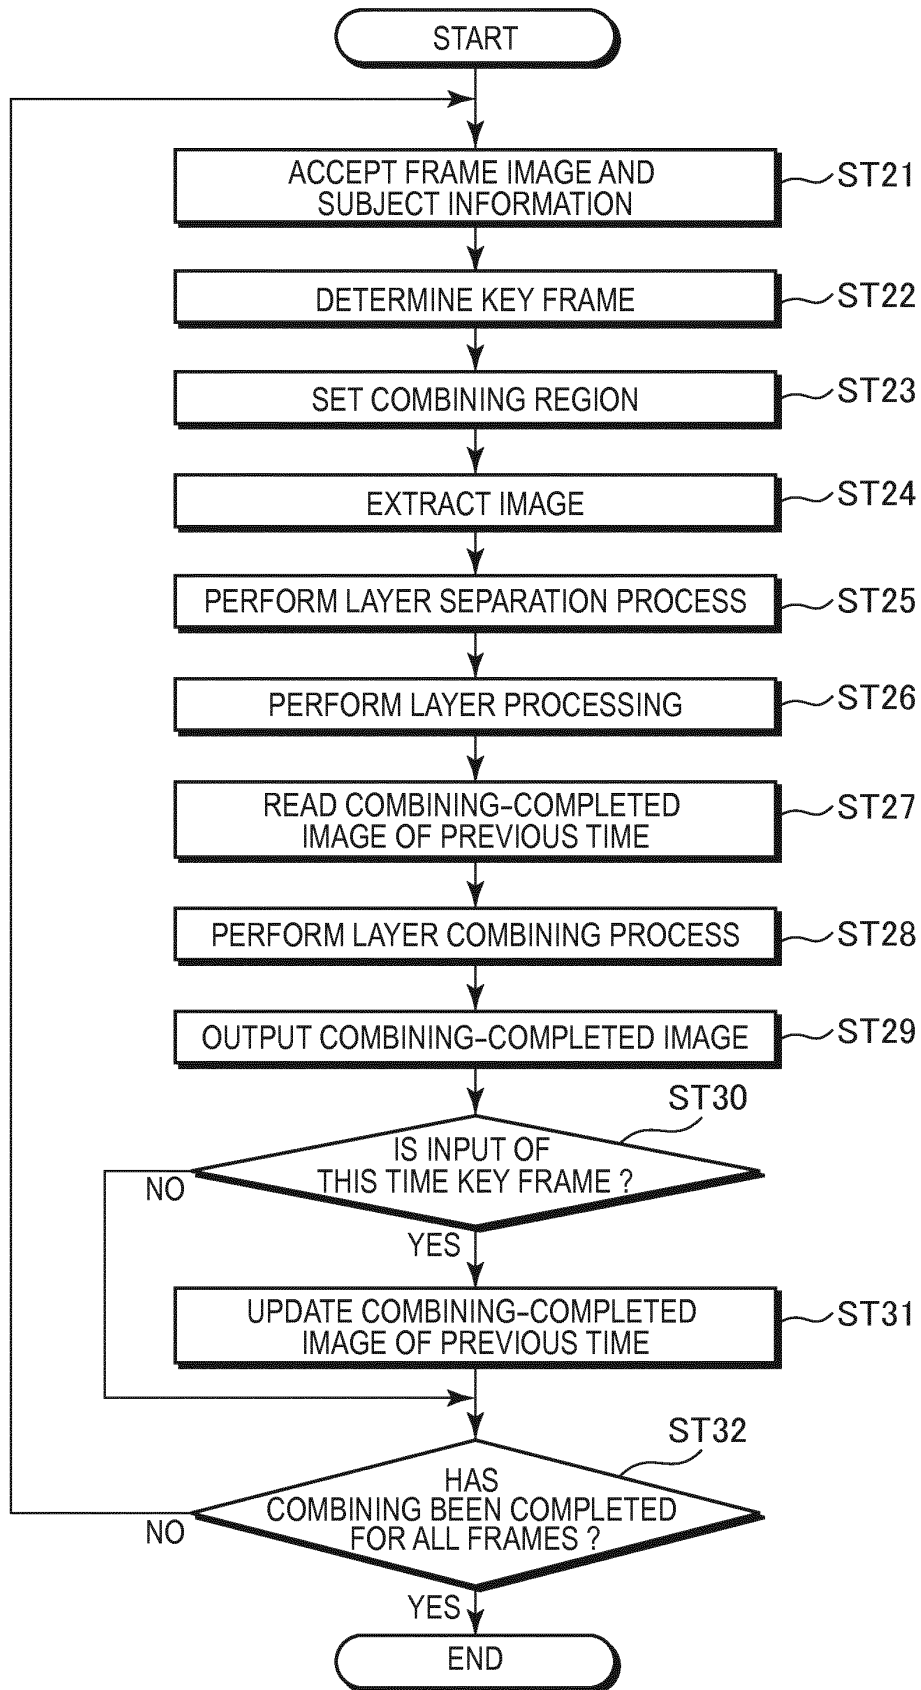 START
ACCEPT FRAME IMAGE AND
SUBJECT INFORMATION
ST21
DETERMINE KEY FRAME
ST22
SET COMBINING REGION
ST23
EXTRACT IMAGE
ST24
PERFORM LAYER SEPARATION PROCESS
ST25
PERFORM LAYER PROCESSING
ST26
READ COMBINING-COMPLETED
IMAGE OF PREVIOUS TIME
ST27
PERFORM LAYER COMBINING PROCESS
ST28
OUTPUT COMBINING-COMPLETED IMAGE
ST29
ST30
IS INPUT OF
THIS TIME KEY FRAME ?
NO
YES
UPDATE COMBINING-COMPLETED
IMAGE OF PREVIOUS TIME
ST31
ST32
HAS
COMBINING BEEN COMPLETED
FOR ALL FRAMES ?
NO
YES
END